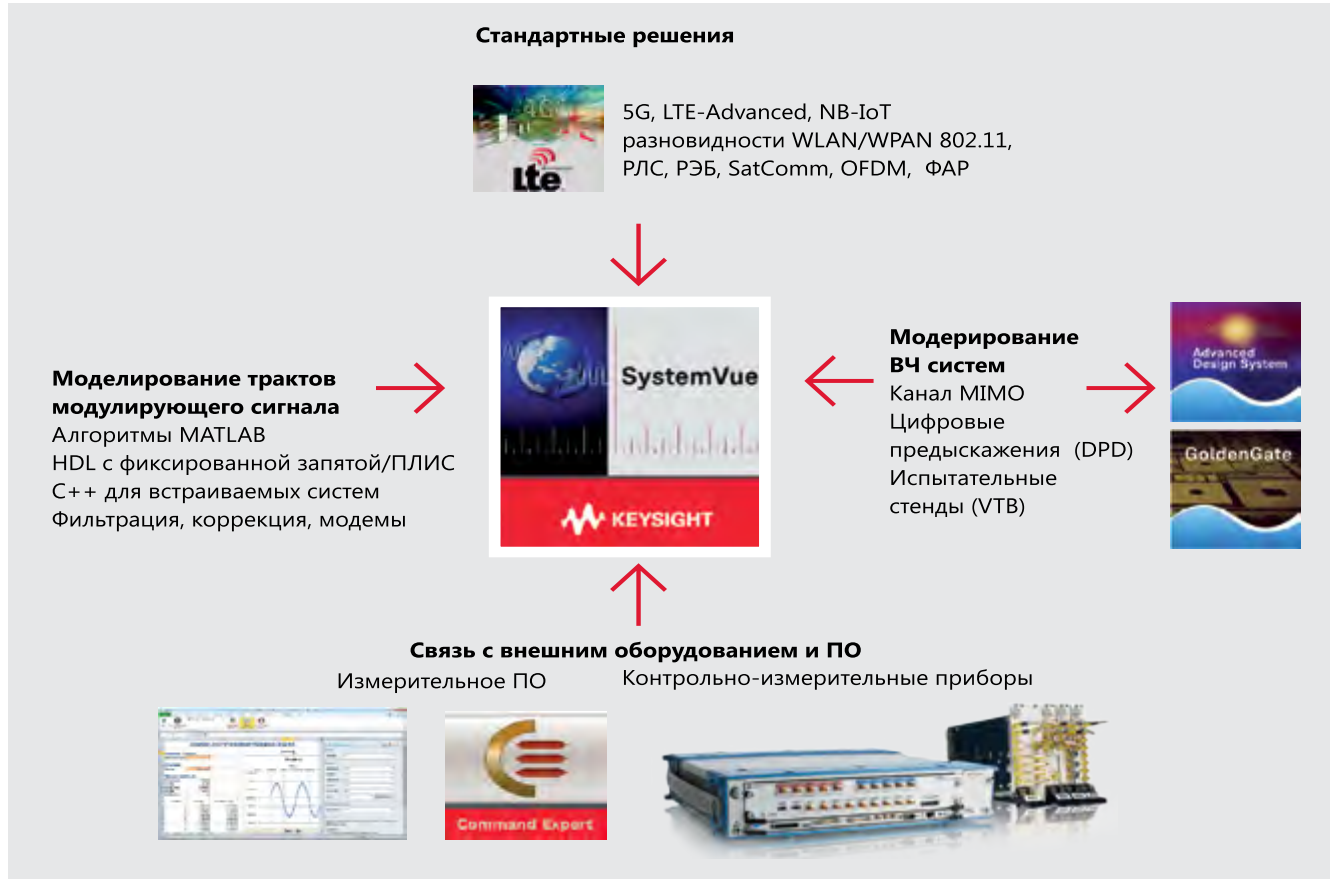 Стандартные решения
4G
Lte
5G, LTE-Advanced, NB-IoT
разновидности WLAN/WPAN 802.11,
РЛС, РЭБ, SatComm, OFDM, ФАР
Моделирование трактов
модулирующего сигнала
Алгоритмы MATLAB
HDL с фиксированной запятой/ПЛИС
C++ для встраиваемых систем
Фильтрация, коррекция, модемы
SystemVue
KEYSIGHT
Модерирование
ВЧ систем
Канал MIMO
Цифровые
предыскажения (DPD)
Испытательные
стенды (VTB)
Advanced
Design System
GoldenGate
Связь с внешним оборудованием и ПО
Измерительное ПО
Контрольно-измерительные приборы
Command Expert